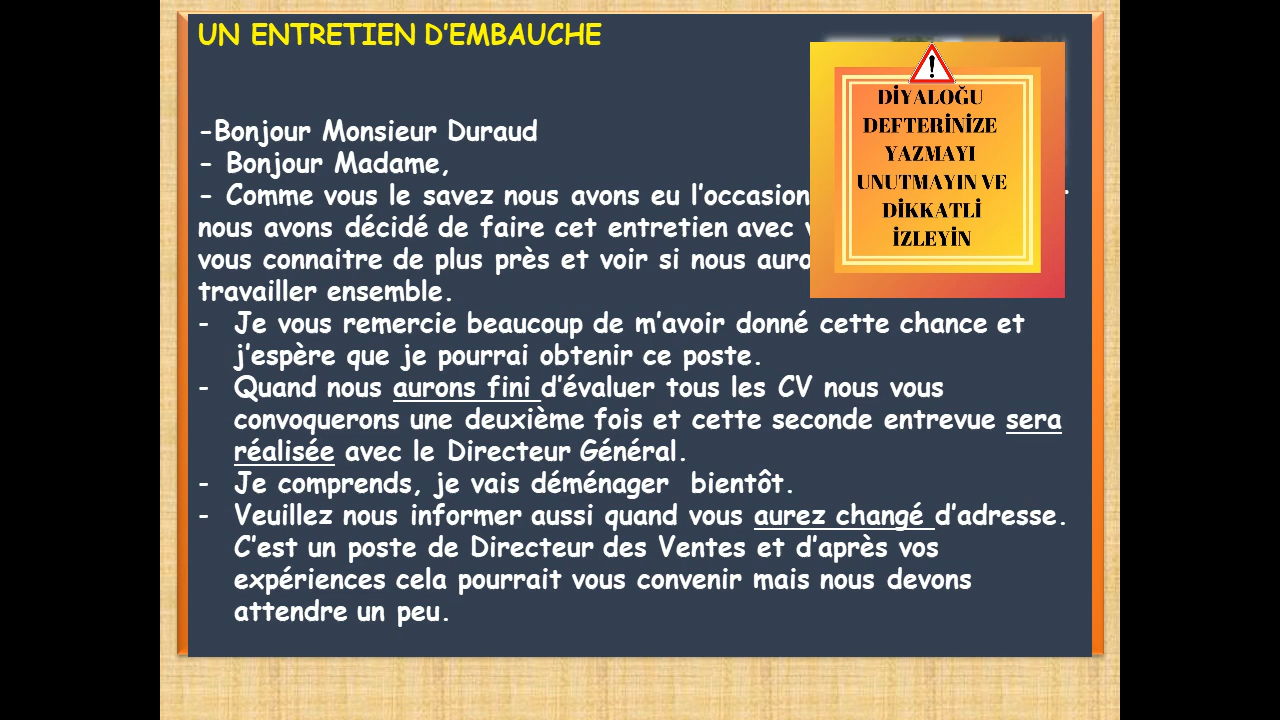 UN ENTRETIEN D'EMBAUCHE
-Bonjour Monsieur Duraud
- Bonjour Madame,
- Comme vous le savez nous avons eu l'occasion
nous avons décidé de faire cet entretien avec
vous connaitre de plus près et voir si nous
travailler ensemble.
- Je vous remercie beaucoup de m'avoir donné cette chance et
j'espère que je pourrai obtenir ce poste.
- Quand nous aurons fini d'évaluer tous les CV nous vous
convoquerons une deuxième fois et cette seconde entrevue sera
réalisée avec le Directeur Général.
- Je comprends, je vais déménager bientôt.
- Veuillez nous informer aussi quand vous aurez changé d'adresse.
C'est un poste de Directeur des Ventes et d'après vos
expériences cela pourrait vous convenir mais nous devons
attendre un peu.
DİYALOĞU
DEFTERİNİZE
YAZMAYI
UNUTMAYIN VE
DİKKATLİ
İZLEYİN